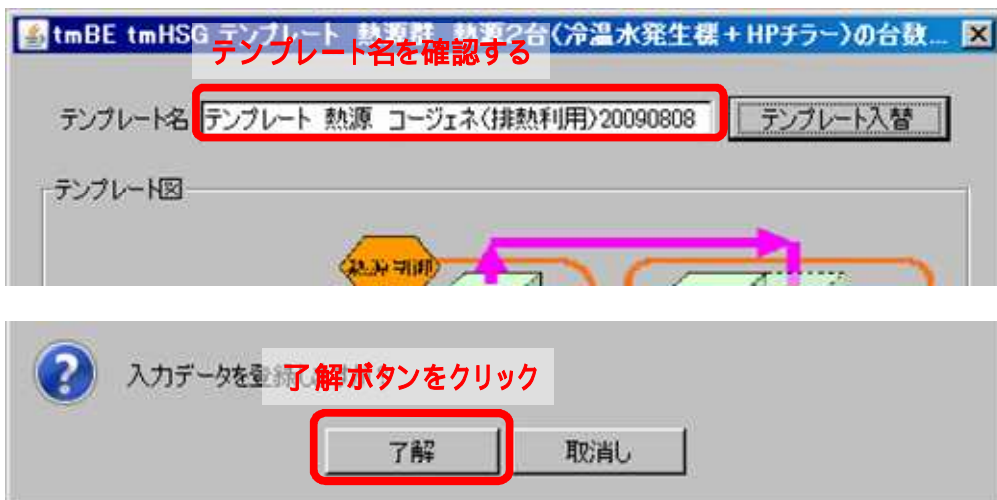 tmBE tmHSG テンプレート 熱源群 熱源2台(冷温水発生機+HPチラー)の台数...
テンプレート名を確認する
テンプレート名 テンプレート 熱源 コージェネ(排熱利用)20090808 テンプレート入替
テンプレート図
熱源 制御
入力データを登録
了解ボタンをクリック
了解 取消し